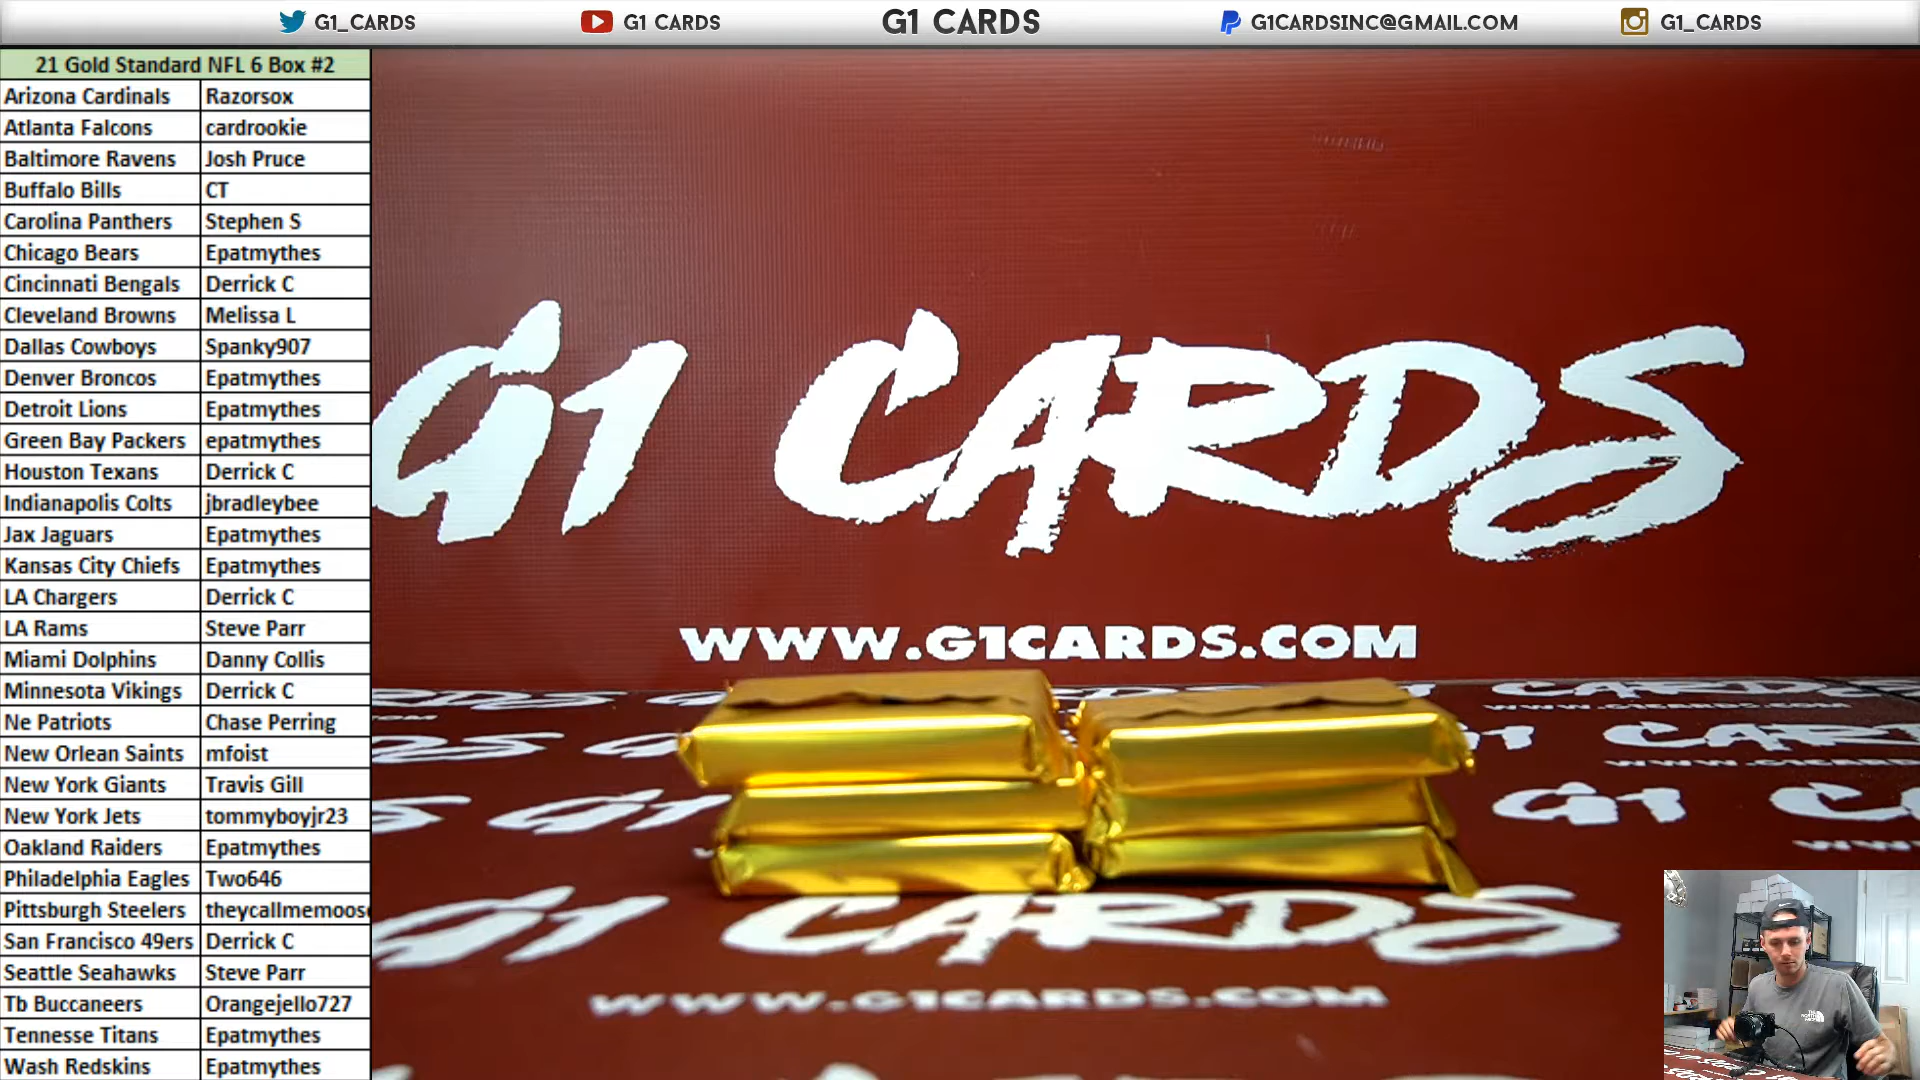 G1_CARDS G1 CARDS G1 CARDS G1CARDSINC@GMAIL.COM G1_CARDS
21 Gold Standard NFL 6 Box #2
Arizona Cardinals Razorsox
Atlanta Falcons cardrookie
Baltimore Ravens Josh Pruce
Buffalo Bills CT
Carolina Panthers Stephen S
Chicago Bears Epatmythes
Cincinnati Bengals Derrick C
Cleveland Browns Melissa L
Dallas Cowboys Spanky907
Denver Broncos Epatmythes
Detroit Lions Epatmythes
Green Bay Packers epatmythes
Houston Texans Derrick C
Indianapolis Colts jbradleybee
Jax Jaguars Epatmythes
Kansas City Chiefs Epatmythes
LA Chargers Derrick C
LA Rams Steve Parr
Miami Dolphins Danny Collis
Minnesota Vikings Derrick C
Ne Patriots Chase Perring
New Orlean Saints mfoist
New York Giants Travis Gill
New York Jets tommyboyjr23
Oakland Raiders Epatmythes
Philadelphia Eagles Two646
Pittsburgh Steelers theycallmemoose
San Francisco 49ers Derrick C
Seattle Seahawks Steve Parr
Tb Buccaneers Orangejello727
Tennesse Titans Epatmythes
Wash Redskins Epatmythes
G1 CARDS
WWW.G1CARDS.COM
G1 CARDS
WWW.G1CARDS.COM